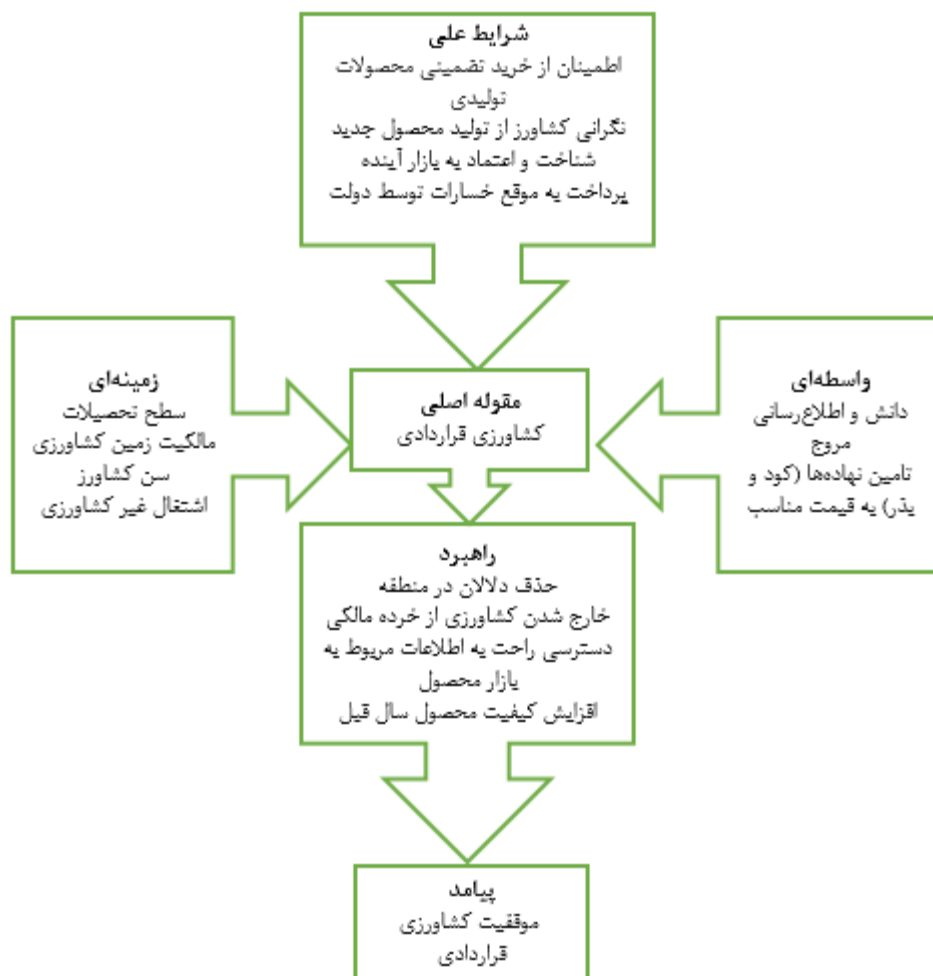 شرایط علی
اطمینان از خرید تضمینی محصولات
تولیدی
نگرانی کشاورز از تولید محصول جدید
شناخت و اعتماد به بازار آینده
پرداخت به موقع خسارات توسط دولت
واسطه‌ای
دانش و اطلاع‌رسانی
مروج
تامین نهاده‌ها (کود و
بذر) به قیمت مناسب
مقوله اصلی
کشاورزی قراردادی
زمینه‌ای
سطح تحصیلات
مالکیت زمین کشاورزی
سن کشاورز
اشتغال غیر کشاورزی
راهبرد
حذف دلالان در منطقه
خارج شدن کشاورزی از خرده مالکی
دسترسی راحت به اطلاعات مربوط به
بازار محصول
افزایش کیفیت محصول سال قبل
پیامد
موفقیت کشاورزی
قراردادی